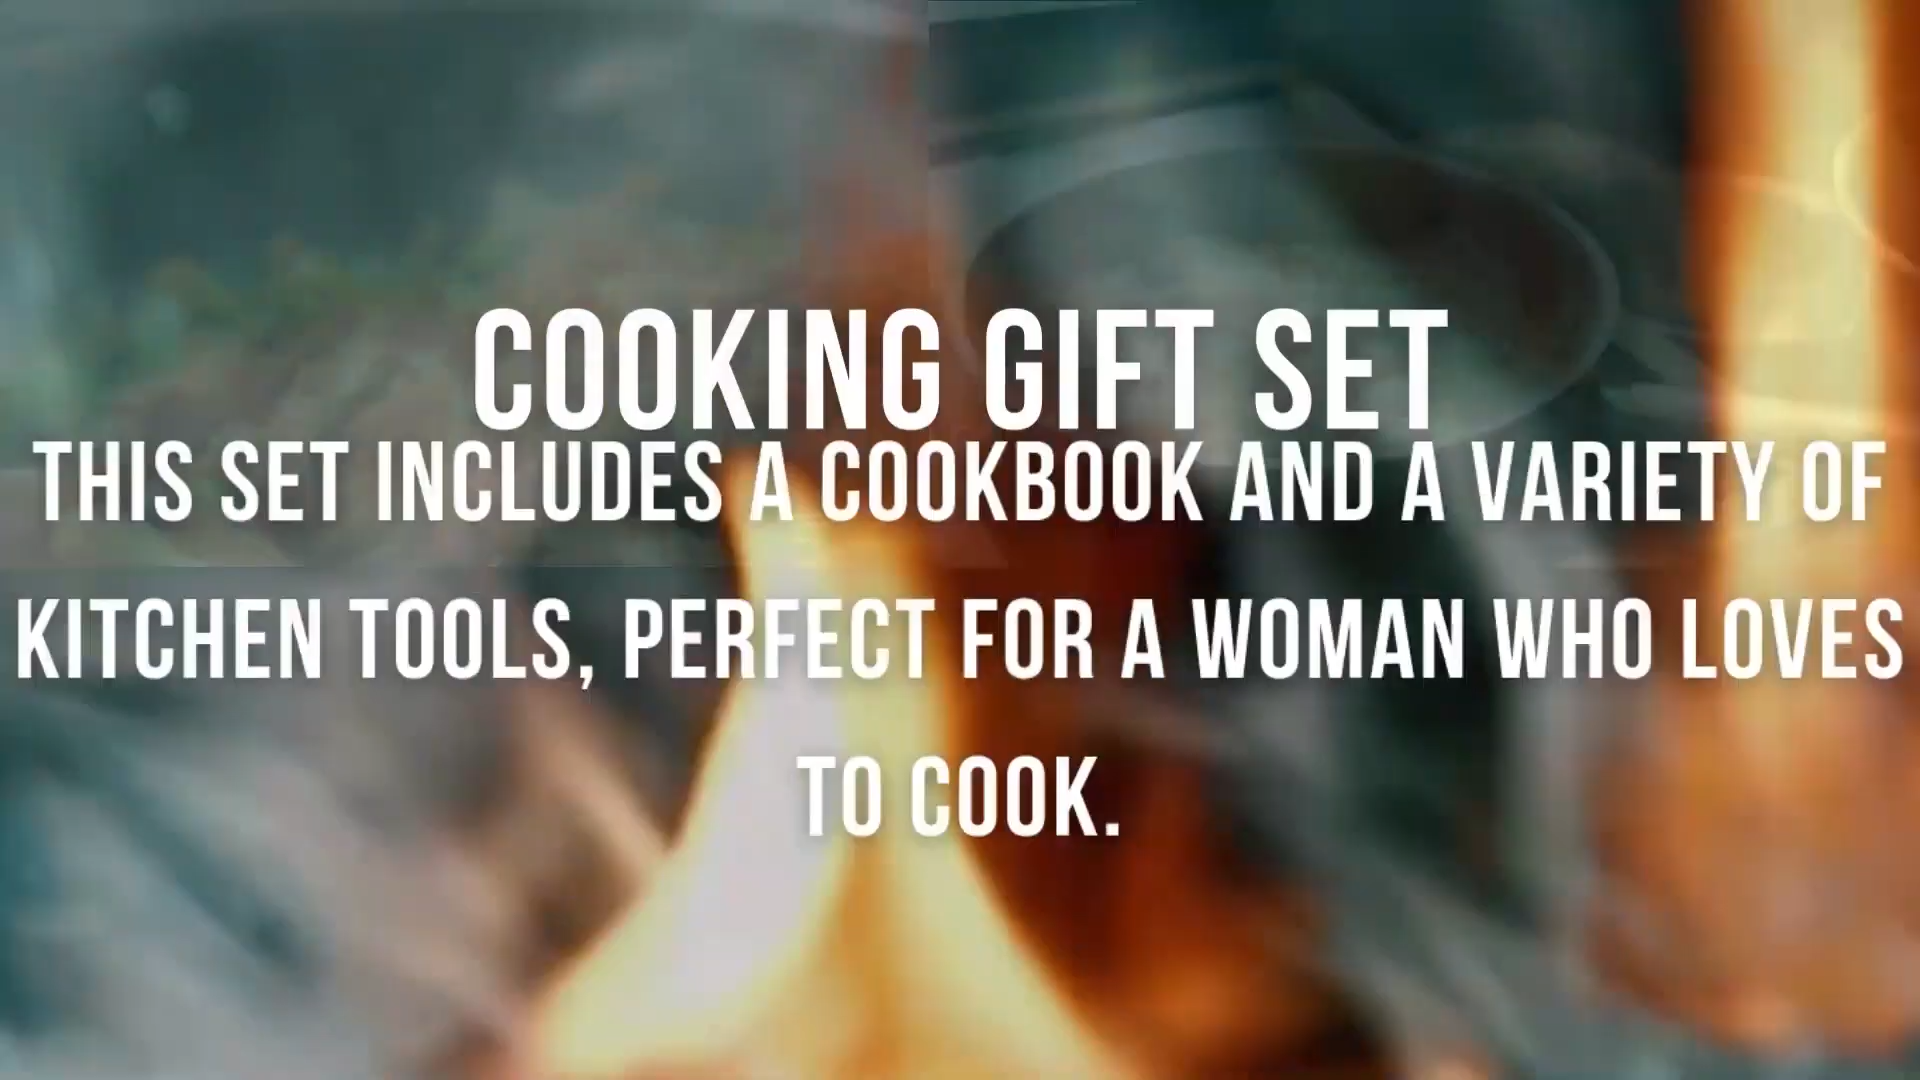 COOKING GIFT SET
THIS SET INCLUDES A COOKBOOK AND A VARIETY OF
KITCHEN TOOLS, PERFECT FOR A WOMAN WHO LOVES
TO COOK.